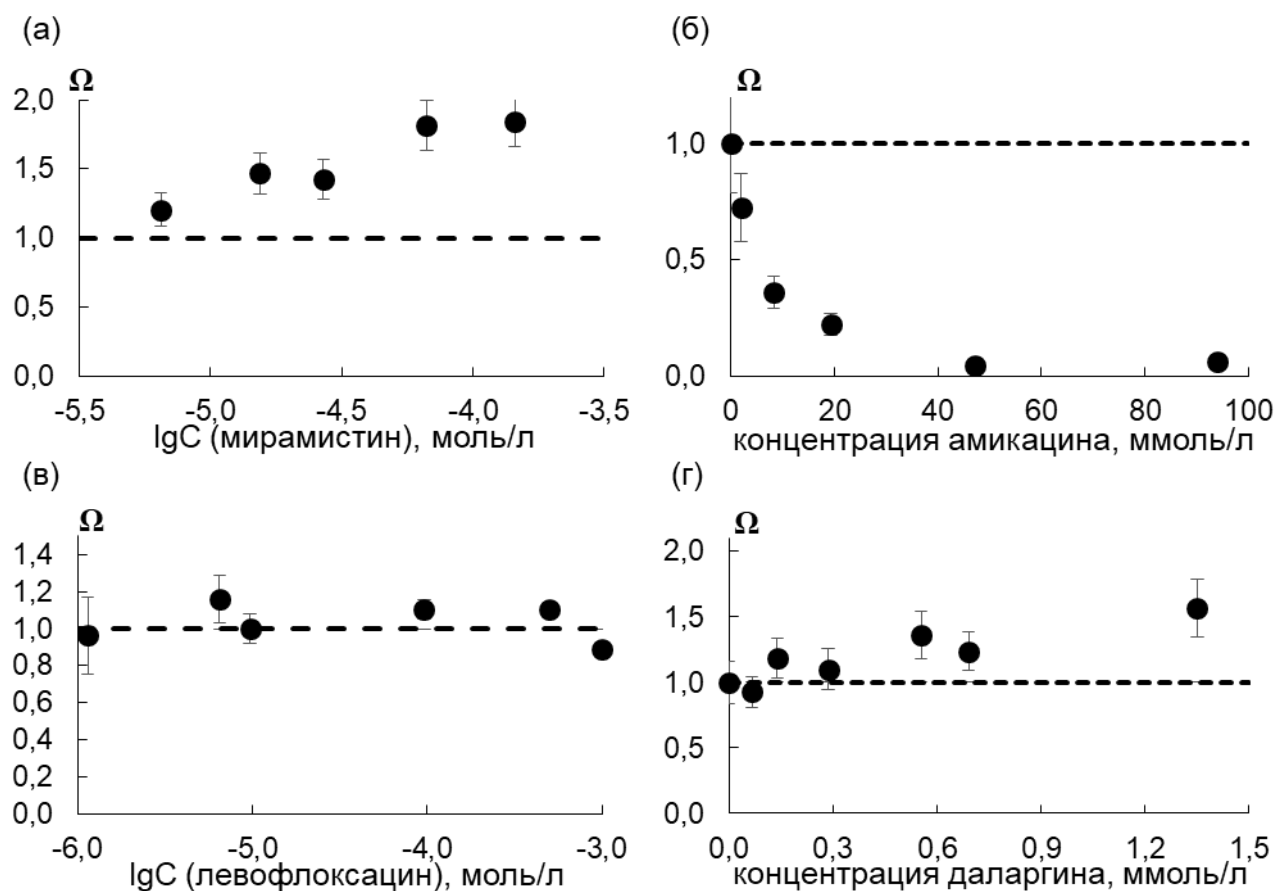 (а)
Ω
2,0
1,5
1,0
0,5
0,0
-5,5 -5,0 -4,5 -4,0 -3,5
lgC (мирамистин), моль/л
(б)
Ω
1,0
0,5
0,0
0 20 40 60 80 100
концентрация амикацина, ммоль/л
(в)
Ω
1,4
1,2
1,0
0,8
0,6
0,4
0,2
0,0
-6,0 -5,0 -4,0 -3,0
lgC (левофлоксацин), моль/л
(г)
Ω
2,0
1,5
1,0
0,5
0,0
0,0 0,3 0,6 0,9 1,2 1,5
концентрация даларгина, ммоль/л